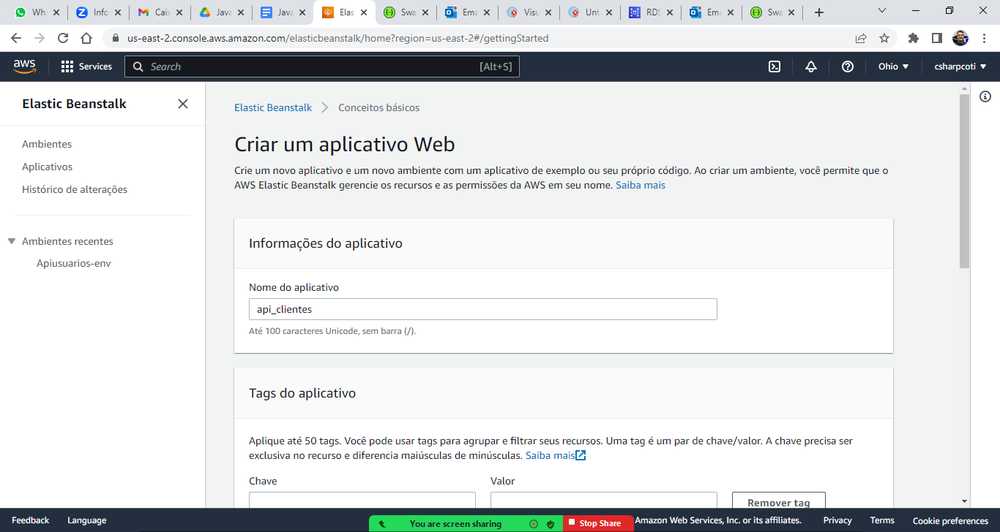 Wha
Info
Caix
Java
Java
Elas
Swa
Ema
Visu
Unt
RDS
Ema
Swa
us-east-2.console.aws.amazon.com/elasticbeanstalk/home?region=us-east-2#/gettingStarted
aws
Services
Search
[Alt+S]
Ohio
csharpcoti
Elastic Beanstalk
Ambientes
Aplicativos
Histórico de alterações
Ambientes recentes
Apiusuarios-env
Elastic Beanstalk
Conceitos básicos
Criar um aplicativo Web
Crie um novo aplicativo e um novo ambiente com um aplicativo de exemplo ou seu próprio código. Ao criar um ambiente, você permite que o
AWS Elastic Beanstalk gerencie os recursos e as permissões da AWS em seu nome. Saiba mais
Informações do aplicativo
Nome do aplicativo
api_clientes
Até 100 caracteres Unicode, sem barra (/).
Tags do aplicativo
Aplique até 50 tags. Você pode usar tags para agrupar e filtrar seus recursos. Uma tag é um par de chave/valor. A chave precisa ser
exclusiva no recurso e diferencia maiúsculas de minúsculas. Saiba mais
Chave
Valor
Remover tag
Feedback
Language
You are screen sharing
Stop Share
Amazon Web Services, Inc. or its affiliates.
Privacy
Terms
Cookie preferences